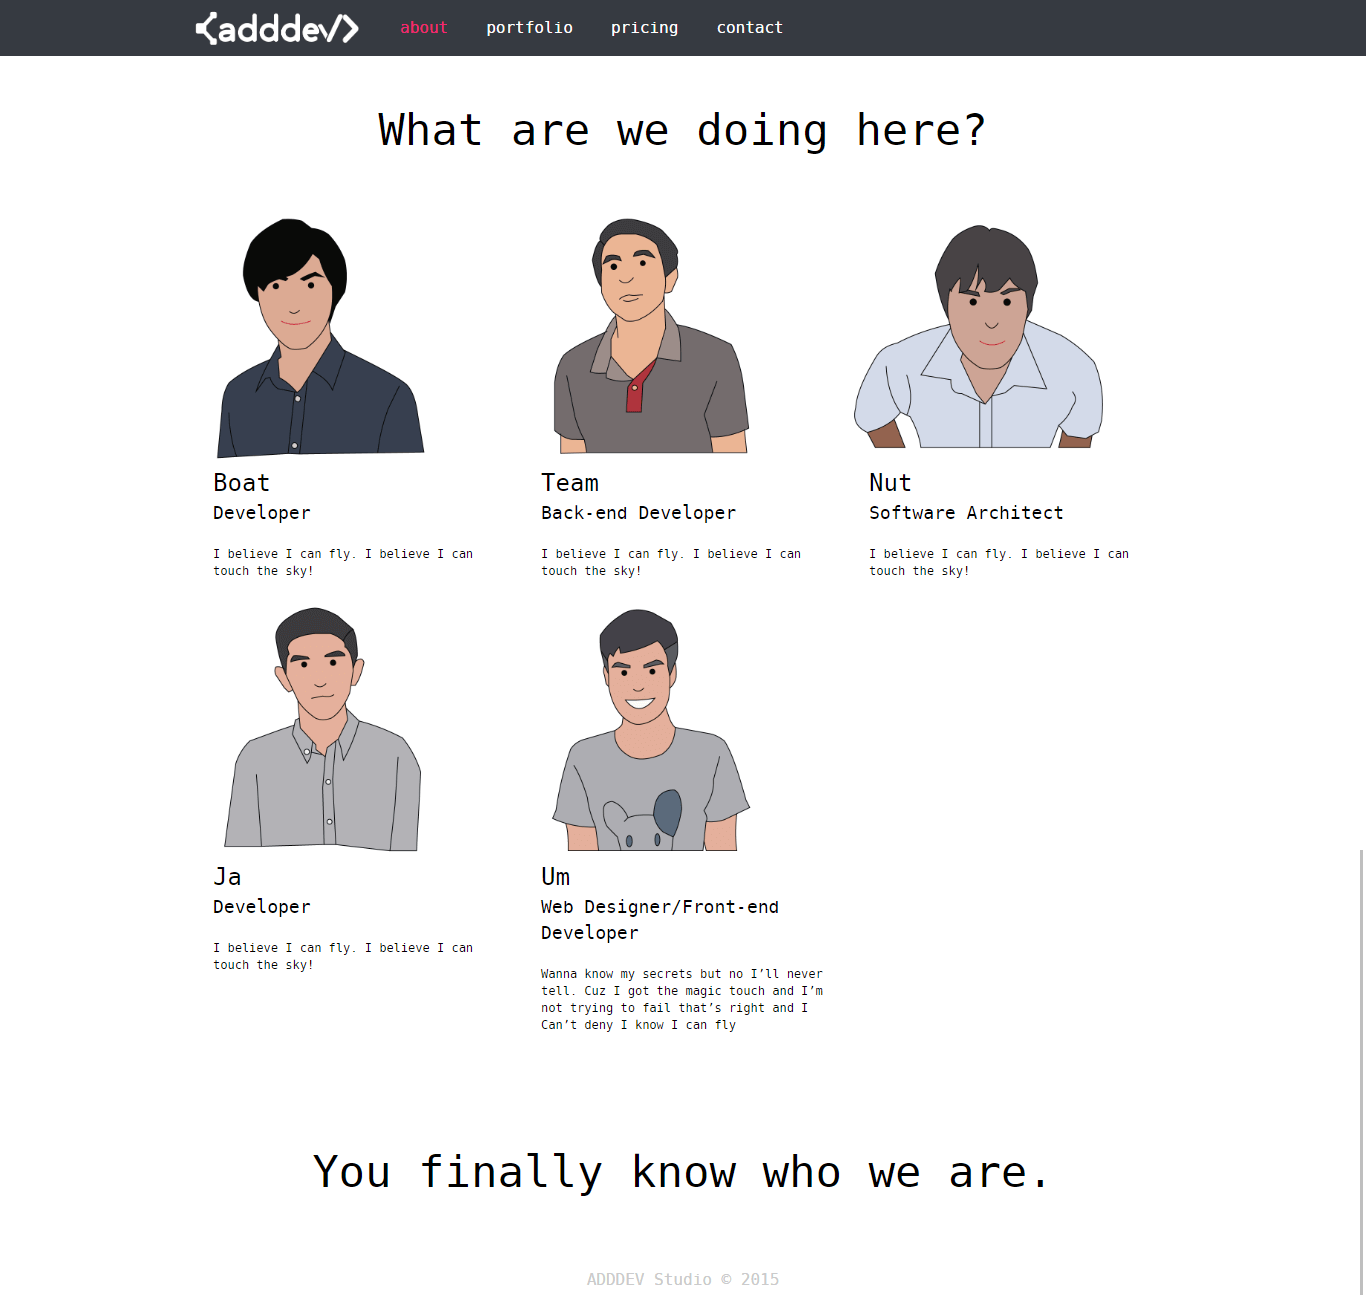 <adddev/>
about portfolio pricing contact
What are we doing here?
Boat
Developer
I believe I can fly. I believe I can
touch the sky!
Team
Back-end Developer
I believe I can fly. I believe I can
touch the sky!
Nut
Software Architect
I believe I can fly. I believe I can
touch the sky!
Ja
Developer
I believe I can fly. I believe I can
touch the sky!
Um
Web Designer/Front-end
Developer
Wanna know my secrets but no I’ll never
tell. Cuz I got the magic touch and I’m
not trying to fail that’s right and I
Can’t deny I know I can fly
You finally know who we are.
ADDDEV Studio © 2015